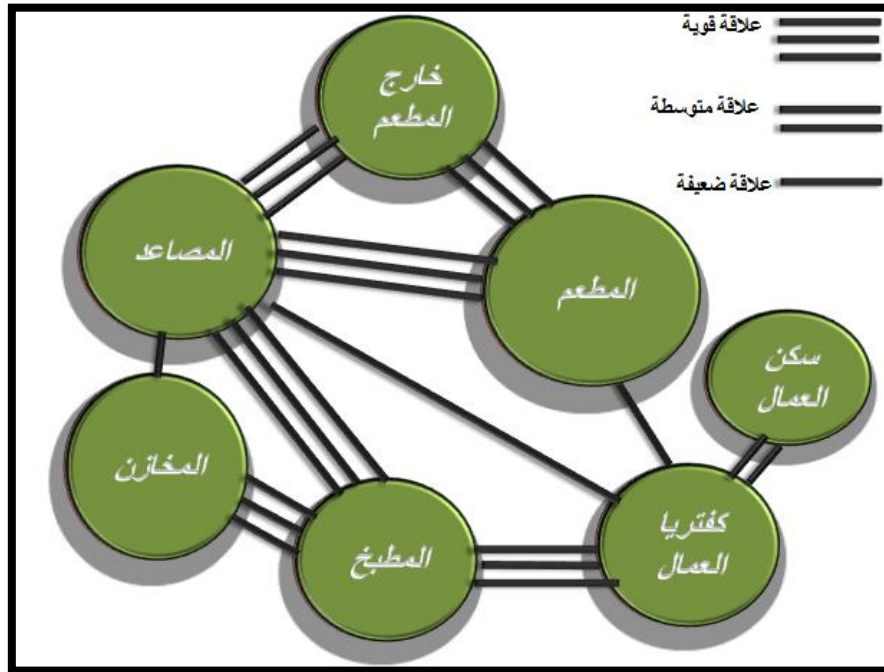 علاقة قوية
علاقة متوسطة
علاقة ضعيفة
خارج
المطعم
المصاعد
المطعم
سكن
العمال
المخازن
المطبخ
كفتريا
العمال